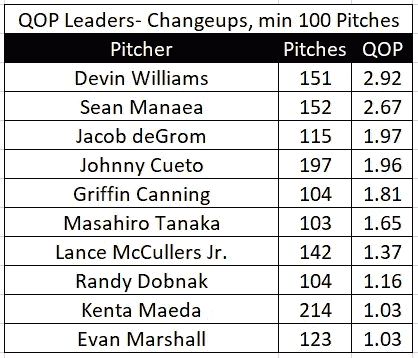 QOP Leaders- Changeups, min 100 Pitches
Pitcher Pitches QOP
Devin Williams 151 2.92
Sean Manaea 152 2.67
Jacob deGrom 115 1.97
Johnny Cueto 197 1.96
Griffin Canning 104 1.81
Masahiro Tanaka 103 1.65
Lance McCullers Jr. 142 1.37
Randy Dobnak 104 1.16
Kenta Maeda 214 1.03
Evan Marshall 123 1.03